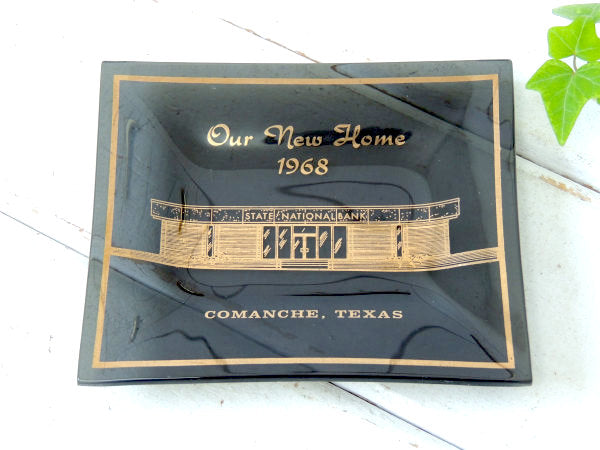 Our New Home
1968
STATE NATIONAL BANK
COMANCHE, TEXAS